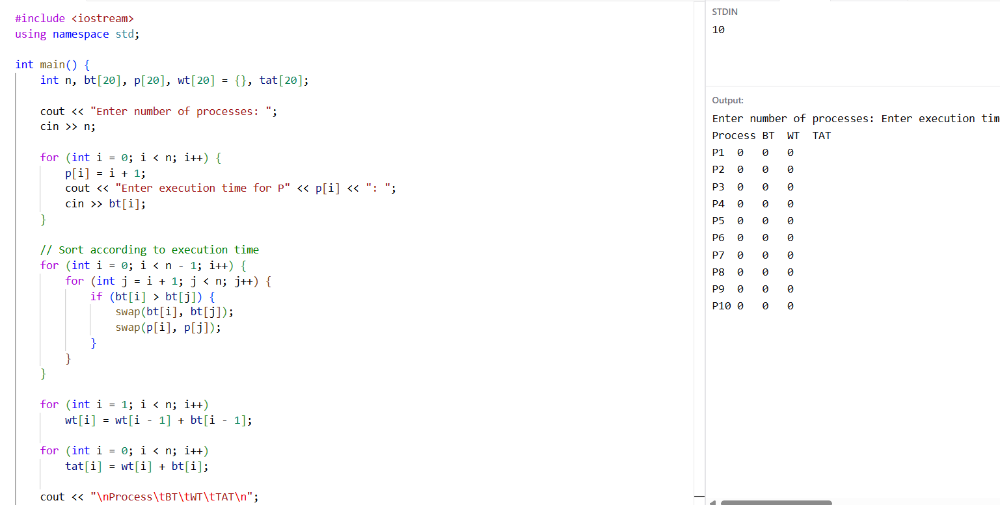 #include <iostream>
using namespace std;
int main() {
int n, bt[20], p[20], wt[20] = {}, tat[20];
cout << "Enter number of processes: ";
cin >> n;
for (int i = 0; i < n; i++) {
p[i] = i + 1;
cout << "Enter execution time for P" << p[i] << ": ";
cin >> bt[i];
}
// Sort according to execution time
for (int i = 0; i < n - 1; i++) {
for (int j = i + 1; j < n; j++) {
if (bt[i] > bt[j]) {
swap(bt[i], bt[j]);
swap(p[i], p[j]);
}
}
}
for (int i = 1; i < n; i++)
wt[i] = wt[i - 1] + bt[i - 1];
for (int i = 0; i < n; i++)
tat[i] = wt[i] + bt[i];
cout << "\nProcess\tBT\tWT\tTAT\n";
STDIN
10
Output:
Enter number of processes: Enter execution tim
Process BT WT TAT
P1 0 0 0
P2 0 0 0
P3 0 0 0
P4 0 0 0
P5 0 0 0
P6 0 0 0
P7 0 0 0
P8 0 0 0
P9 0 0 0
P10 0 0 0